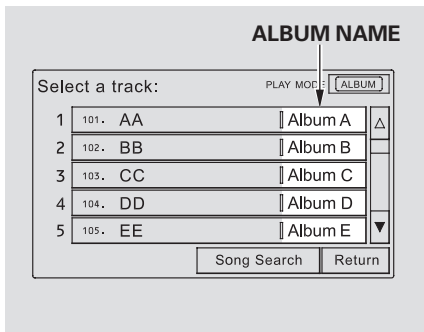 ALBUM NAME
Select a track: PLAY MODE ALBUM
1 101. AA Album A
2 102. BB Album B
3 103. CC Album C
4 104. DD Album D
5 105. EE Album E
Song Search Return